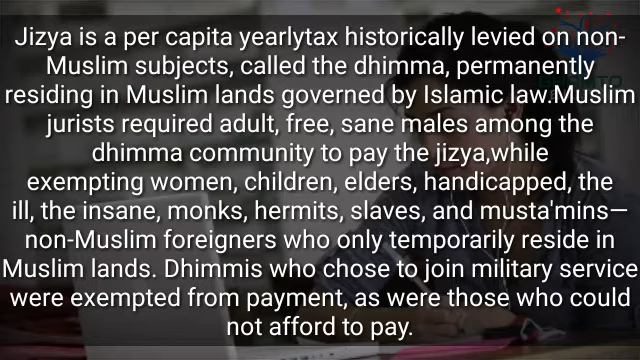 Jizya is a per capita yearlytax historically levied on non-
Muslim subjects, called the dhimma, permanently
residing in Muslim lands governed by Islamic law.Muslim
jurists required adult, free, sane males among the
dhimma community to pay the jizya,while
exempting women, children, elders, handicapped, the
ill, the insane, monks, hermits, slaves, and musta'mins—
non-Muslim foreigners who only temporarily reside in
Muslim lands. Dhimmis who chose to join military service
were exempted from payment, as were those who could
not afford to pay.